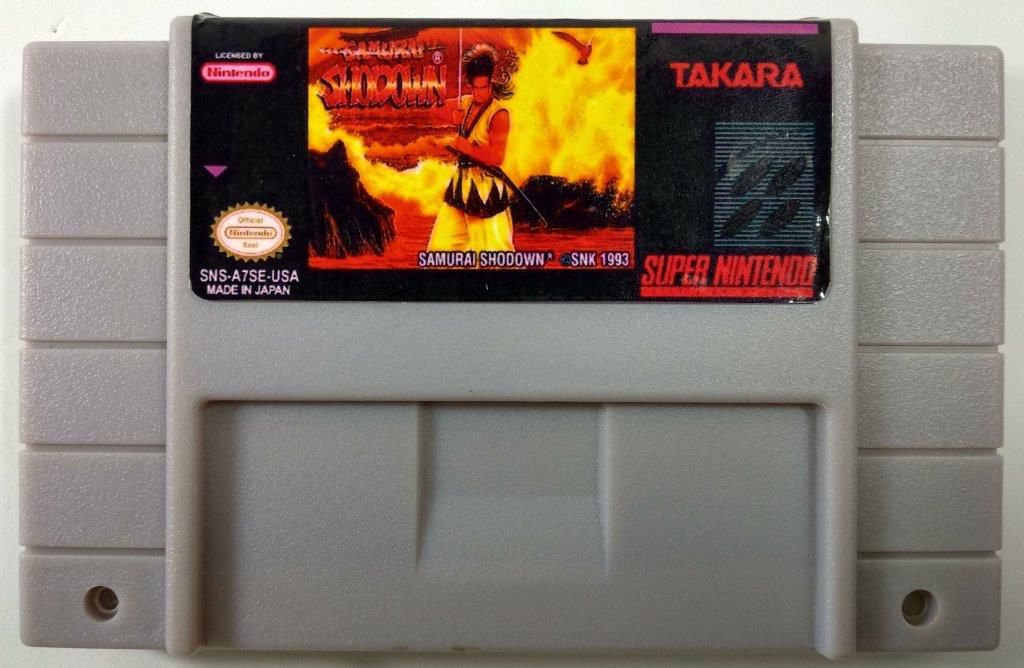 LICENSED BY
Nintendo
Official
Nintendo
Seal
SNS-A7SE-USA
MADE IN JAPAN
SAMURAI
SHODOWN®
SAMURAI SHODOWN® ©SNK 1993
TAKARA
SUPER NINTENDO